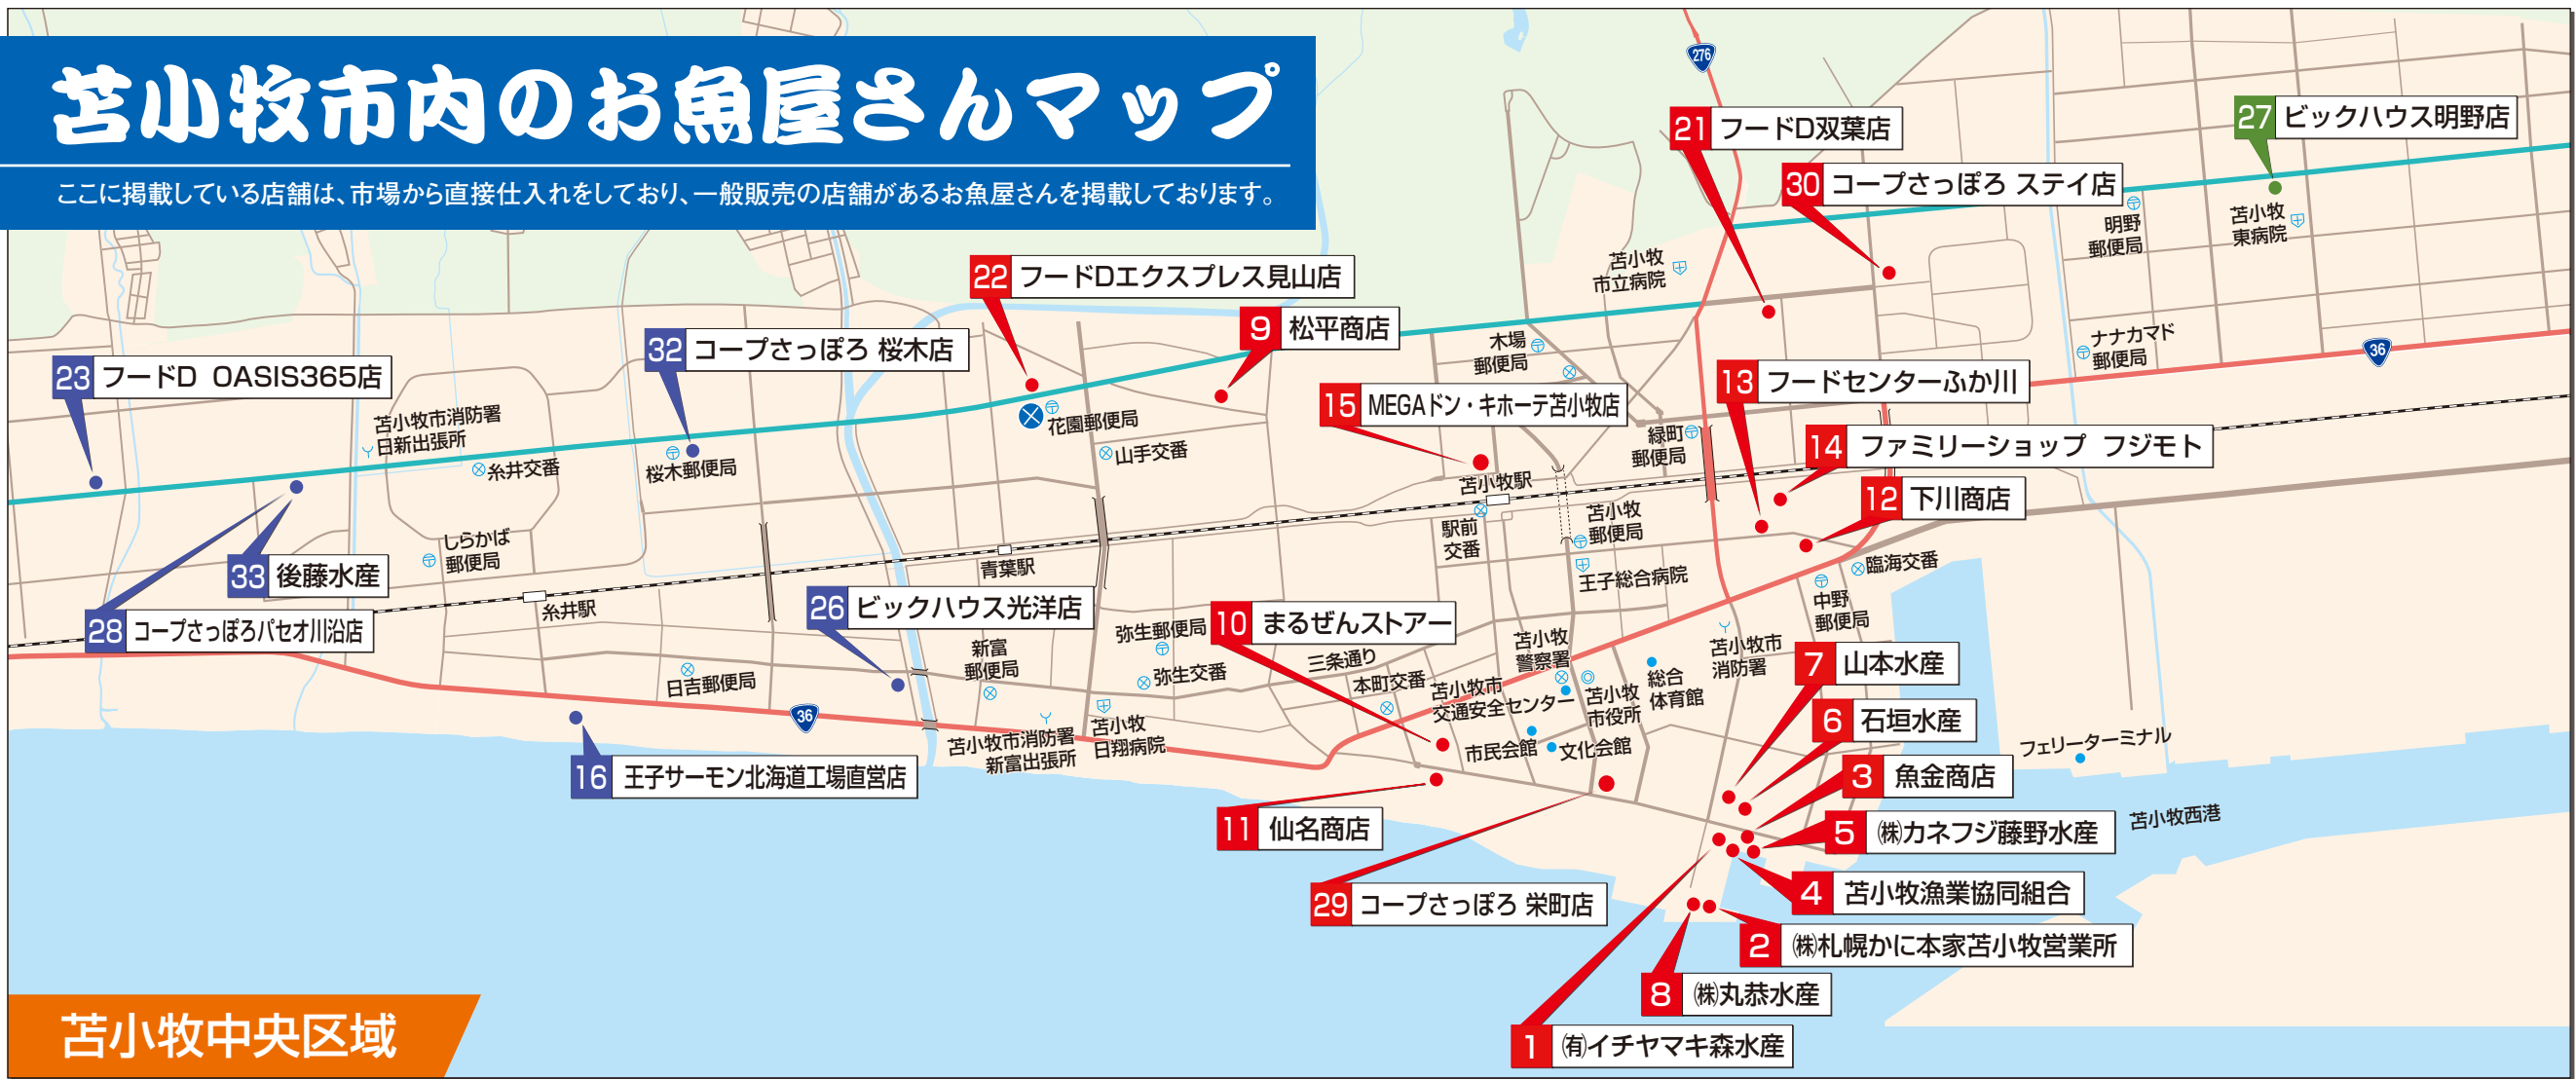 苫小牧市内のお魚屋さんマップ
ここに掲載している店舗は、市場から直接仕入れをしており、一般販売の店舗があるお魚屋さんを掲載しております。
276
21 フードD双葉店
27 ビックハウス明野店
30 コープさっぽろ ステイ店
明野
郵便局
苫小牧
東病院
苫小牧
市立病院
22 フードDエクスプレス見山店
9 松平商店
32 コープさっぽろ 桜木店
23 フードD OASIS365店
木場
郵便局
ナナカマド
郵便局
36
13 フードセンターふか川
15 MEGAドン・キホーテ苫小牧店
苫小牧市消防署
日新出張所
糸井交番
桜木郵便局
花園郵便局
山手交番
緑町
郵便局
14 ファミリーショップ フジモト
苫小牧駅
12 下川商店
駅前
交番
苫小牧
郵便局
しらかば
郵便局
33 後藤水産
青葉駅
王子総合病院
臨海交番
28 コープさっぽろパセオ川沿店
糸井駅
26 ビックハウス光洋店
中野
郵便局
弥生郵便局
10 まるぜんストアー
新富
郵便局
苫小牧
警察署
苫小牧市
消防署
7 山本水産
三条通り
日吉郵便局
弥生交番
本町交番
苫小牧市
交通安全センター
苫小牧
市役所
総合
体育館
36
6 石垣水産
苫小牧市消防署
新富出張所
苫小牧
日翔病院
市民会館
文化会館
フェリーターミナル
16 王子サーモン北海道工場直営店
3 魚金商店
11 仙名商店
5 ㈱カネフジ藤野水産
苫小牧西港
29 コープさっぽろ 栄町店
4 苫小牧漁業協同組合
2 ㈱札幌かに本家苫小牧営業所
8 ㈱丸恭水産
1 ㈲イチヤマキ森水産
苫小牧中央区域